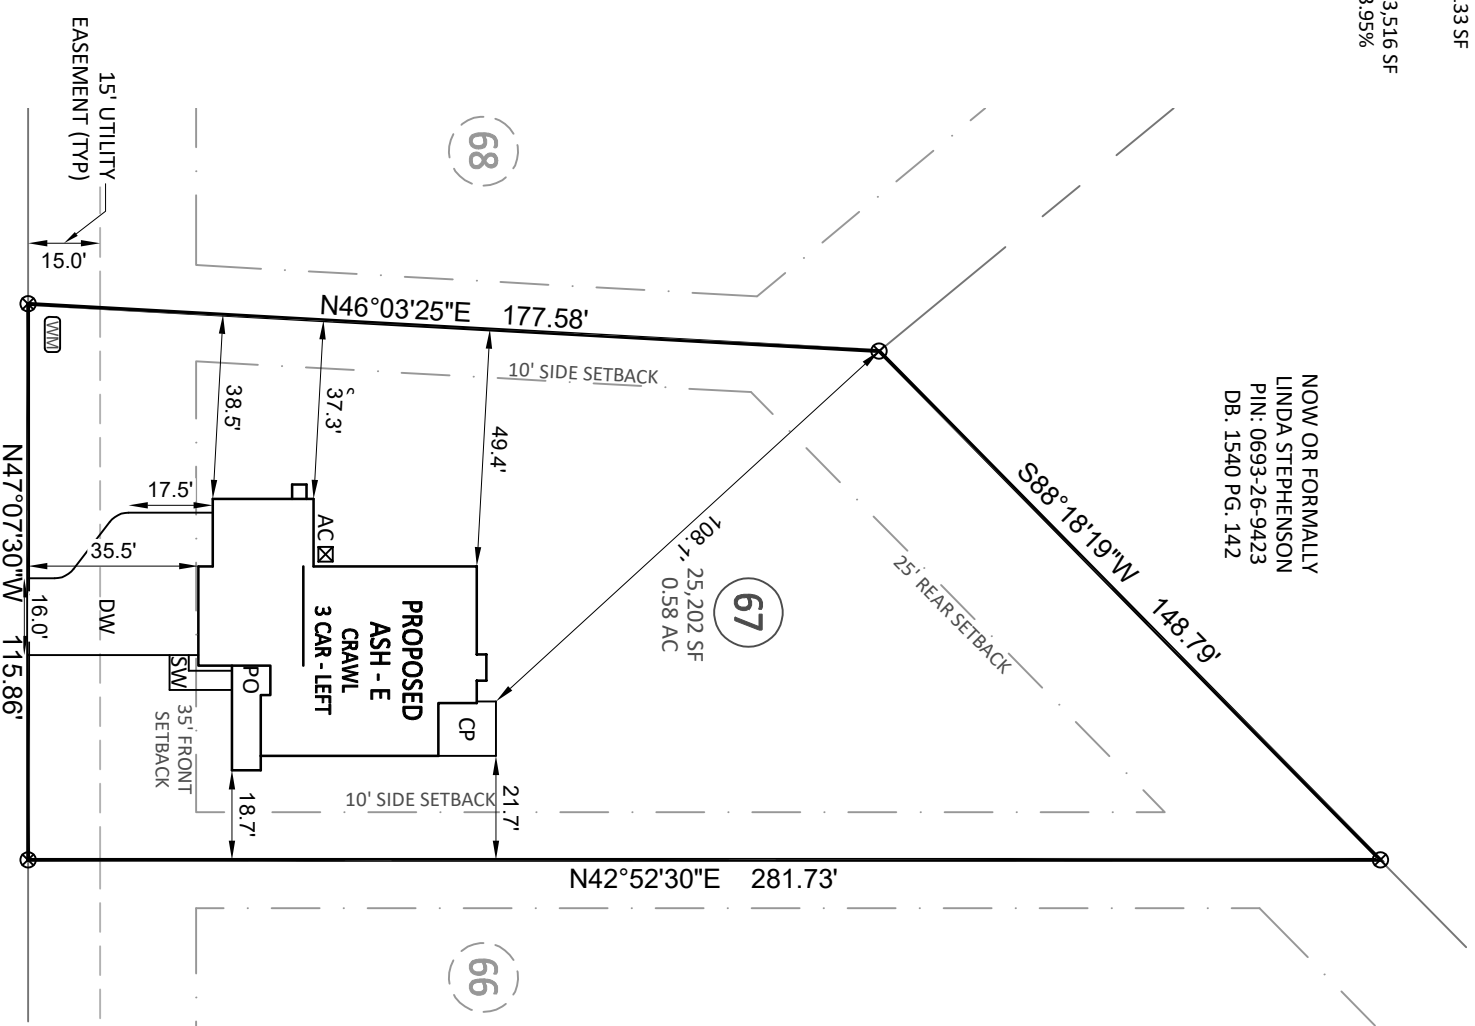 .33 SF
3,516 SF
3.95%
15' UTILITY
EASEMENT (TYP)
15.0'
68
NOW OR FORMALLY
LINDA STEPHENSON
PIN: 0693-26-9423
DB. 1540 PG. 142
N46°03'25"E 177.58'
WM
10' SIDE SETBACK
38.5'
37.3'
49.4'
S88°18'19"W 148.79'
108.
25' REAR SETBACK
67
25,202 SF
0.58 AC
17.5'
35.5'
AC
N47°07'30"W 115.86'
16.0'
DW
PROPOSED
ASH - E
CRAWL
3 CAR - LEFT
SW
PO
CP
35' FRONT
SETBACK
10' SIDE SETBACK
18.7'
21.7'
N42°52'30"E 281.73'
66